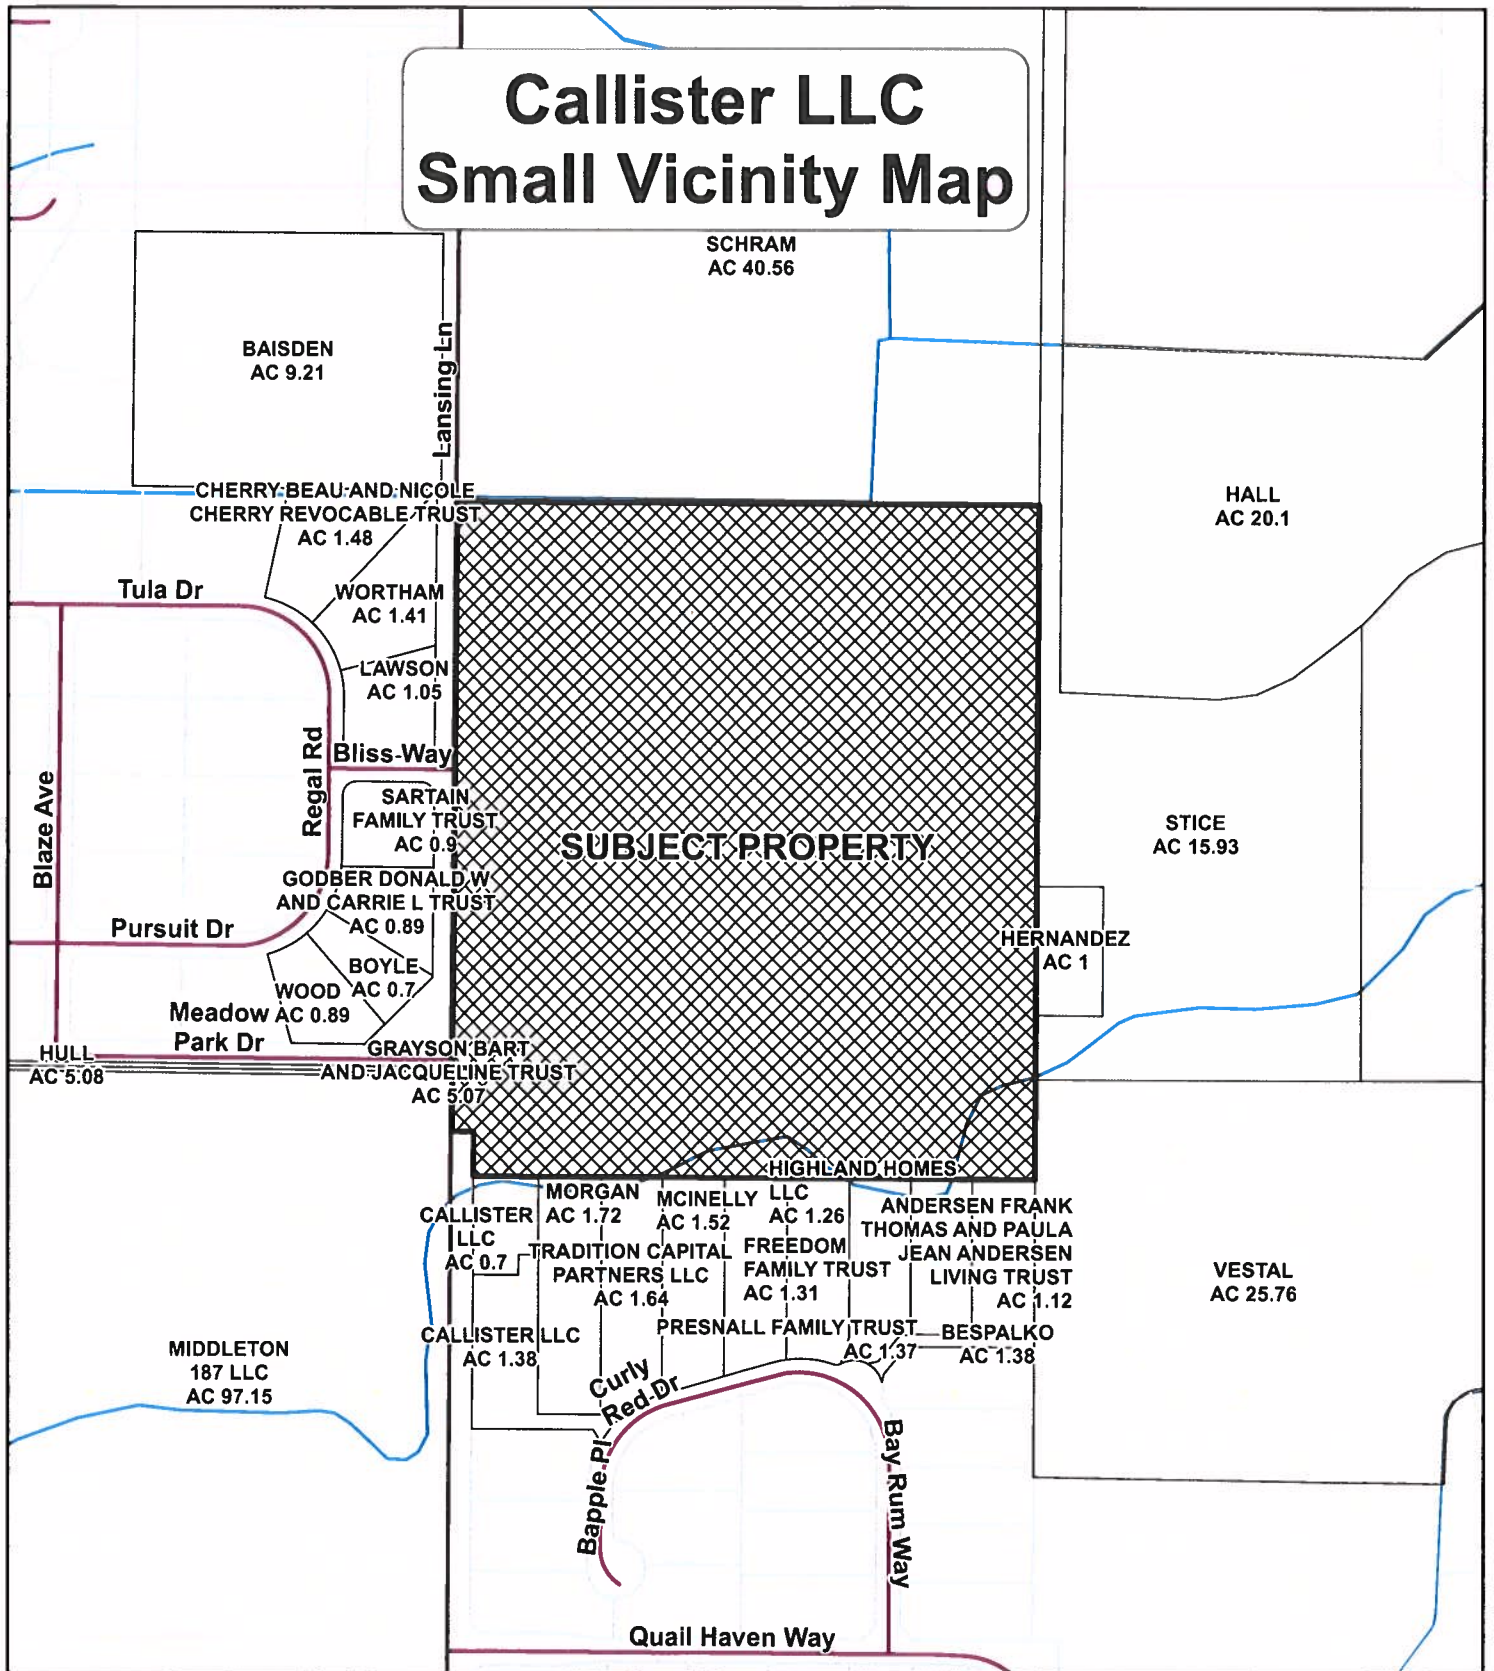 Callister LLC
Small Vicinity Map
SCHRAM
AC 40.56
BAISDEN
AC 9.21
Lansing Ln
CHERRY BEAU AND NICOLE
CHERRY REVOCABLE TRUST
AC 1.48
HALL
AC 20.1
Tula Dr
WORTHAM
AC 1.41
LAWSON
AC 1.05
Regal Rd
Bliss Way
Blaze Ave
SARTAIN
FAMILY TRUST
AC 0.9
SUBJECT PROPERTY
STICE
AC 15.93
GODBER DONALD W
AND CARRIE L TRUST
AC 0.89
Pursuit Dr
HERNANDEZ
AC 1
BOYLE
AC 0.7
WOOD
AC 0.89
Meadow
Park Dr
HULL
AC 5.08
GRAYSON BART
AND JACQUELINE TRUST
AC 5.07
HIGHLAND HOMES
LLC
AC 1.26
MORGAN
AC 1.72
MCINELLY
AC 1.52
CALLISTER
LLC
AC 0.7
ANDERSEN FRANK
THOMAS AND PAULA
JEAN ANDERSEN
LIVING TRUST
AC 1.12
TRADITION CAPITAL
PARTNERS LLC
AC 1.64
FREEDOM
FAMILY TRUST
AC 1.31
VESTAL
AC 25.76
PRESNALL FAMILY TRUST
AC 1.37
BESPALKO
AC 1.38
CALLISTER LLC
AC 1.38
MIDDLETON
187 LLC
AC 97.15
Curly
Red Dr
Bapple Pl
Bay Rum Way
Quail Haven Way